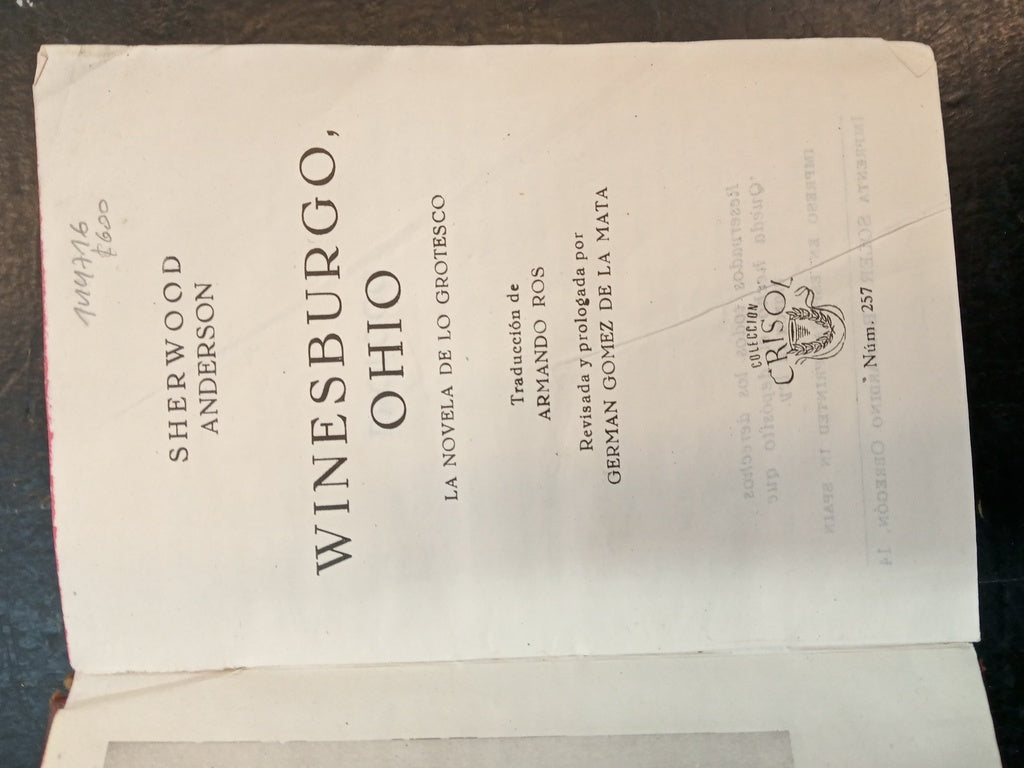 ₡600
SHERWOOD
ANDERSON
WINESBURGO,
OHIO
LA NOVELA DE LO GROTESCO
Traducción de
ARMANDO ROS
Revisada y prologada por
GERMAN GOMEZ DE LA MATA
COLECCION
CRISOL
Núm. 257